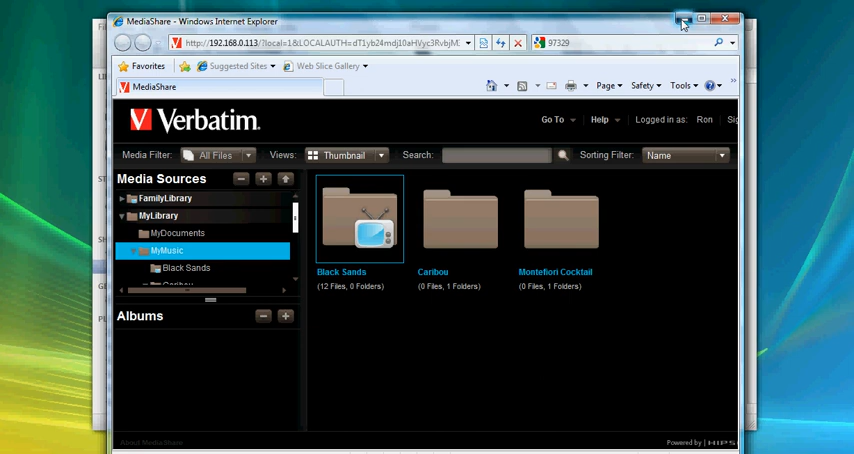 MediaShare - Windows Internet Explorer
http://192.168.0.113/?local=1&LOCALAUTH=dT1yb24mdj10aHVyc3RvbjM
97329
Favorites Suggested Sites Web Slice Gallery
MediaShare Page Safety Tools
Verbatim. Go To Help Logged in as: Ron Sig
Media Filter: All Files Views: Thumbnail Search: Sorting Filter: Name
Media Sources
FamilyLibrary
MyLibrary
MyDocuments
MyMusic
Black Sands
Caribou
Black Sands Caribou Montefiori Cocktail
(12 Files, 0 Folders) (0 Files, 1 Folders) (0 Files, 1 Folders)
Albums
About MediaShare Powered by HIPS